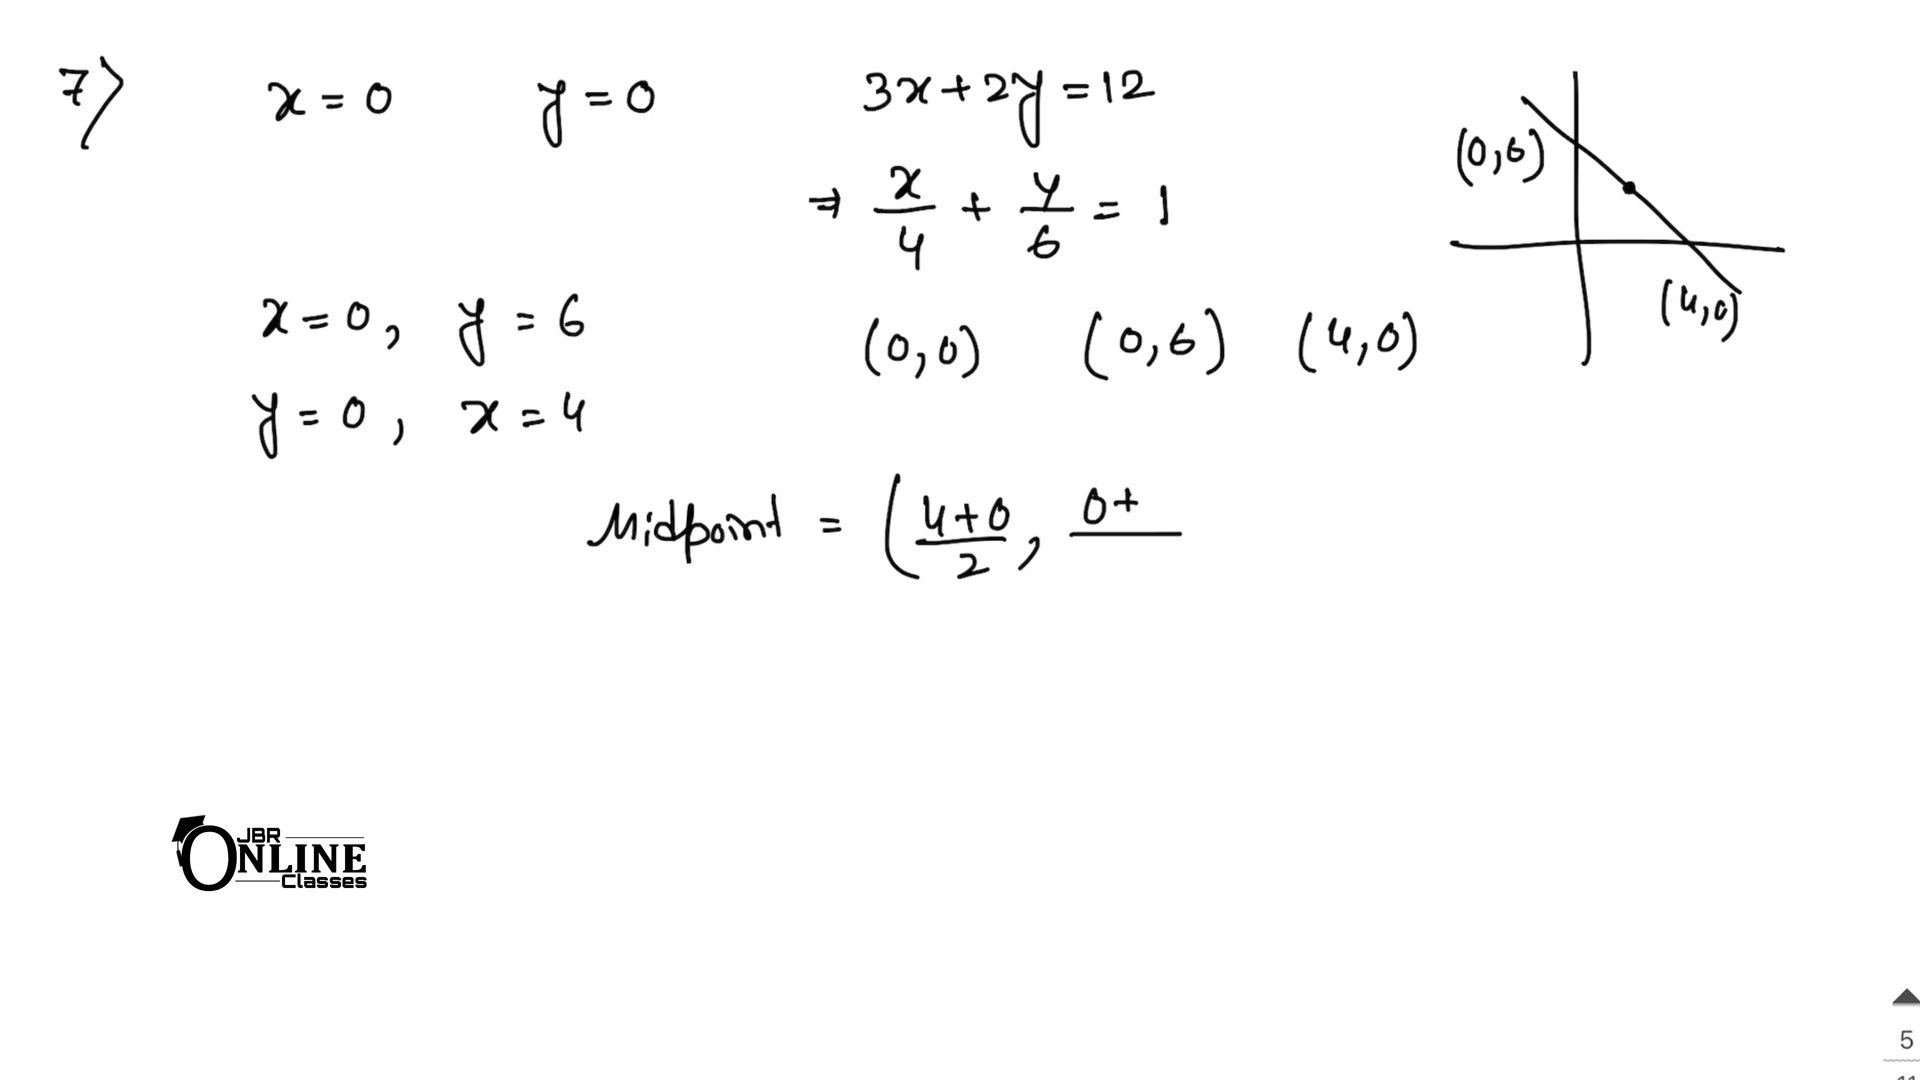 7) x = 0 y = 0 3x + 2y = 12
⇒ x/4 + y/6 = 1
(0,6)
(4,0)
x = 0, y = 6 (0,0) (0,6) (4,0)
y = 0, x = 4
Midpoint = (4+0/2, 0+
JBR
ONLINE
Classes
5